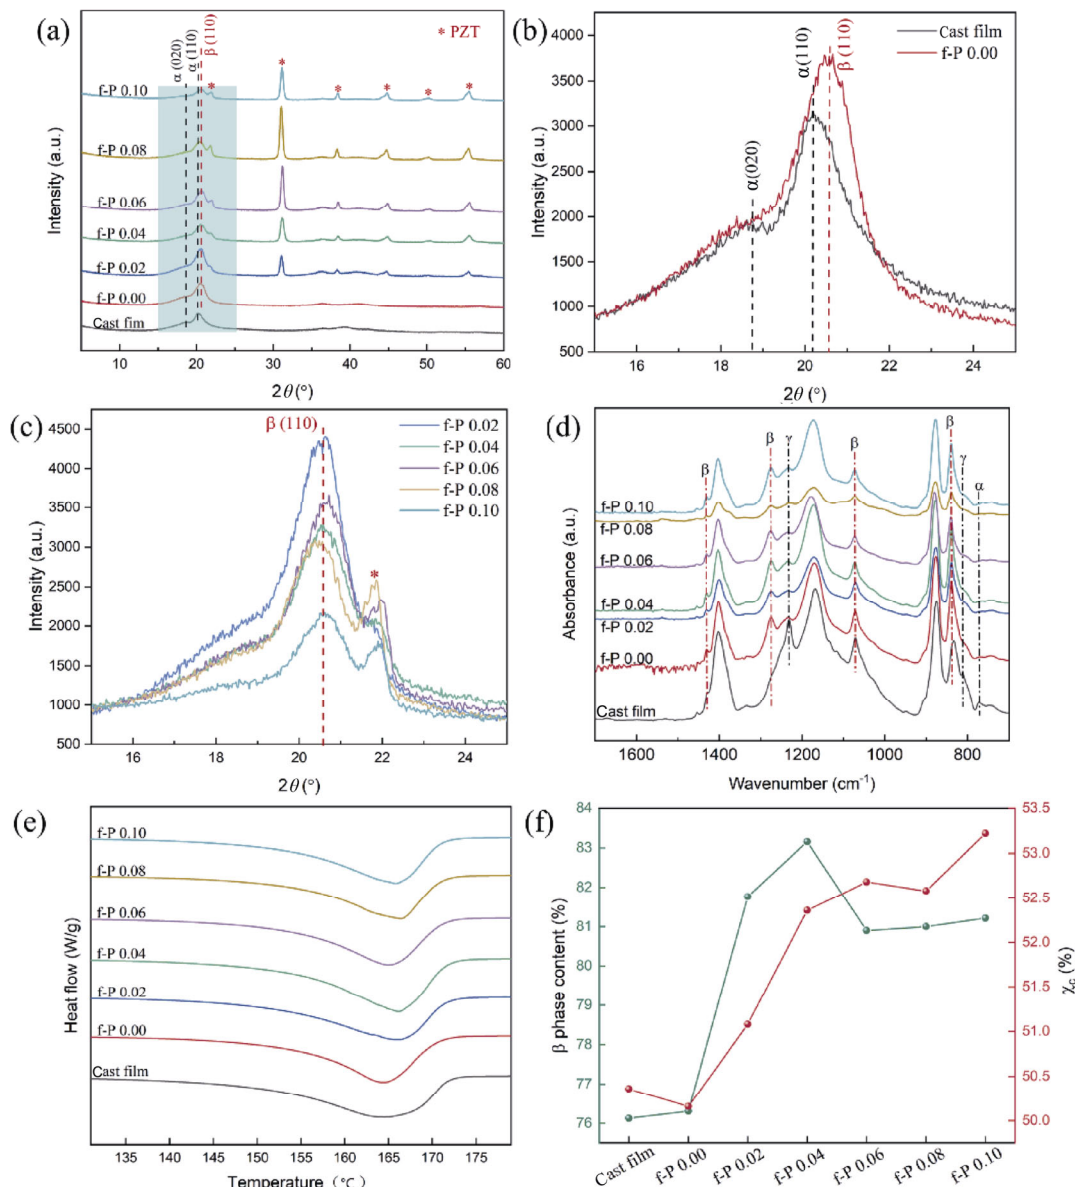 (a)
α (020)
α (110)
β (110)
* PZT
f-P 0.10
f-P 0.08
f-P 0.06
f-P 0.04
f-P 0.02
f-P 0.00
Cast fim
Intensity (a.u.)
10 20 30 40 50 60
2θ (°)
(b)
Cast film
f-P 0.00
α(020)
α(110)
β (110)
Intensity (a.u.)
4000
3500
3000
2500
2000
1500
1000
500
16 18 20 22 24
2θ (°)
(c)
β (110)
f-P 0.02
f-P 0.04
f-P 0.06
f-P 0.08
f-P 0.10
*
Intensity (a.u.)
4500
4000
3500
3000
2500
2000
1500
1000
500
16 18 20 22 24
2θ (°)
(d)
β β γ β β γ α
f-P 0.10
f-P 0.08
f-P 0.06
f-P 0.04
f-P 0.02
f-P 0.00
Cast film
Absorbance (a.u.)
1600 1400 1200 1000 800
Wavenumber (cm⁻¹)
(e)
f-P 0.10
f-P 0.08
f-P 0.06
f-P 0.04
f-P 0.02
f-P 0.00
Cast film
Heat flow (W/g)
135 140 145 150 155 160 165 170 175
Temperature (°C)
(f)
β phase content (%)
84
83
82
81
80
79
78
77
76
53.5
53.0
52.5
52.0
51.5
51.0
50.5
50.0
χc (%)
Cast film f-P 0.00 f-P 0.02 f-P 0.04 f-P 0.06 f-P 0.08 f-P 0.10